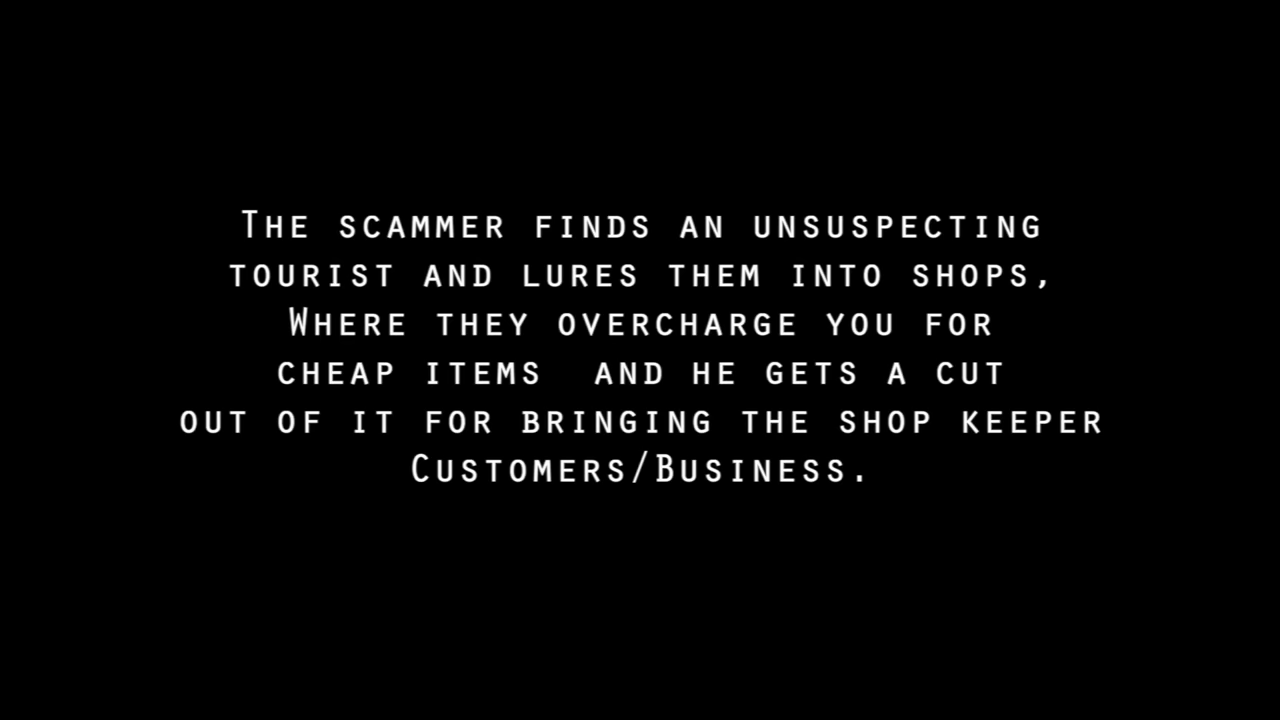 The scammer finds an unsuspecting
tourist and lures them into shops,
Where they overcharge you for
cheap items  and he gets a cut
out of it for bringing the shop keeper
Customers/Business.